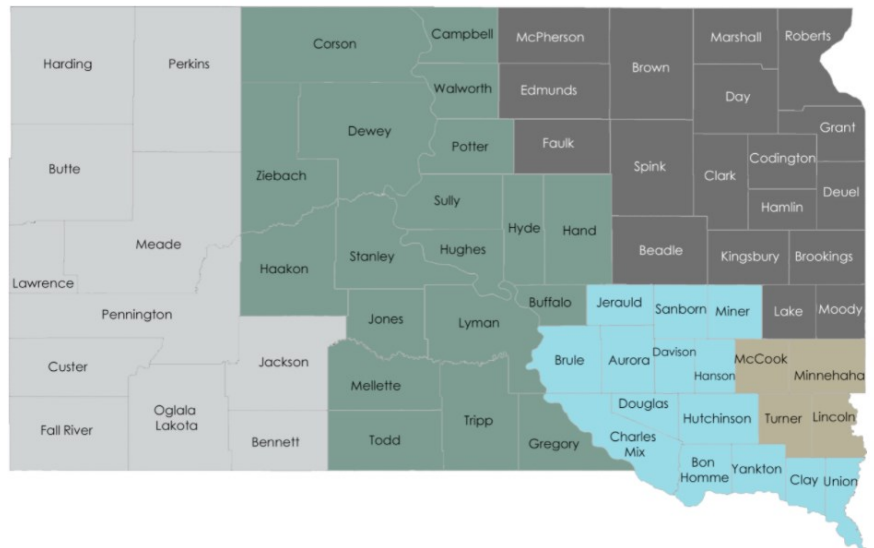 Harding
Perkins
Corson
Campbell
McPherson
Brown
Marshall
Roberts
Walworth
Edmunds
Day
Dewey
Grant
Butte
Ziebach
Potter
Faulk
Spink
Clark
Codington
Deuel
Hamlin
Sully
Hyde
Hand
Meade
Haakon
Stanley
Hughes
Beadle
Kingsbury
Brookings
Lawrence
Pennington
Jones
Lyman
Buffalo
Jerauld
Sanborn
Miner
Lake
Moody
Custer
Jackson
Brule
Aurora
Davison
Hanson
McCook
Minnehaha
Mellette
Fall River
Oglala
Lakota
Bennett
Todd
Tripp
Gregory
Douglas
Charles
Mix
Hutchinson
Turner
Lincoln
Bon
Homme
Yankton
Clay
Union